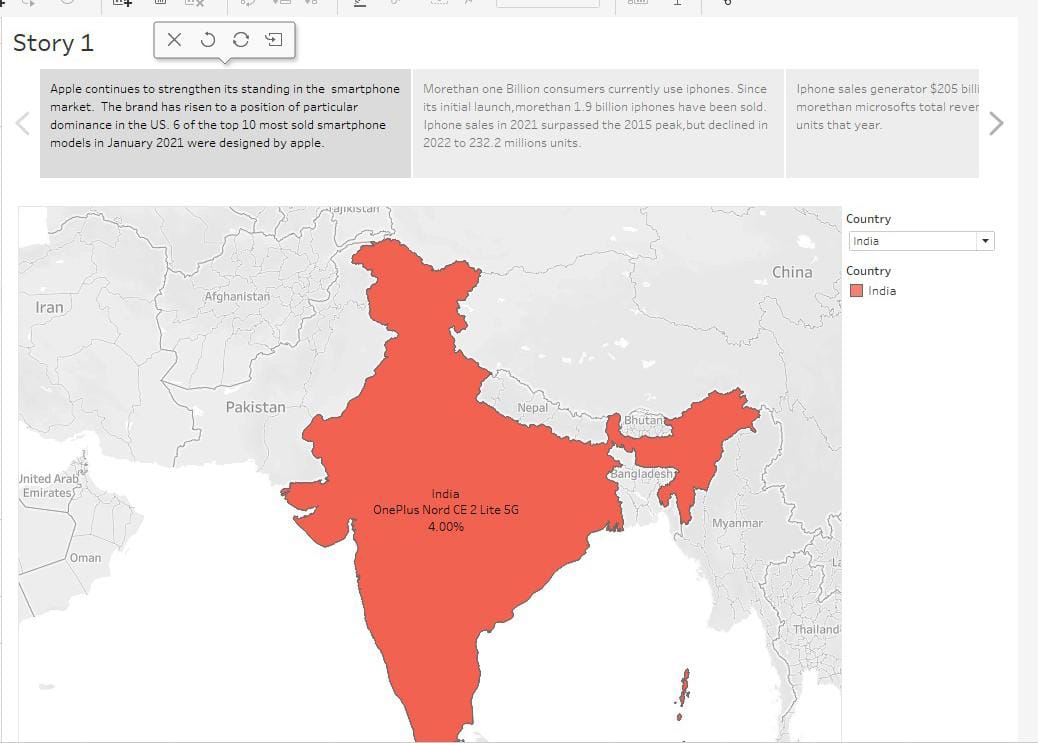 Story 1
Apple continues to strengthen its standing in the smartphone
market. The brand has risen to a position of particular
dominance in the US. 6 of the top 10 most sold smartphone
models in January 2021 were designed by apple.
Morethan one Billion consumers currently use iphones. Since
its initial launch,morethan 1.9 billion iphones have been sold.
Iphone sales in 2021 surpassed the 2015 peak,but declined in
2022 to 232.2 millions units.
Iphone sales generator $205 billi
morethan microsofts total rever
units that year.
Country
India
Country
India
Tajikistan
China
Afghanistan
Iran
Pakistan
Nepal
Bhutan
Bangladesh
United Arab
Emirates
India
OnePlus Nord CE 2 Lite 5G
4.00%
Myanmar
Oman
La
Thailand